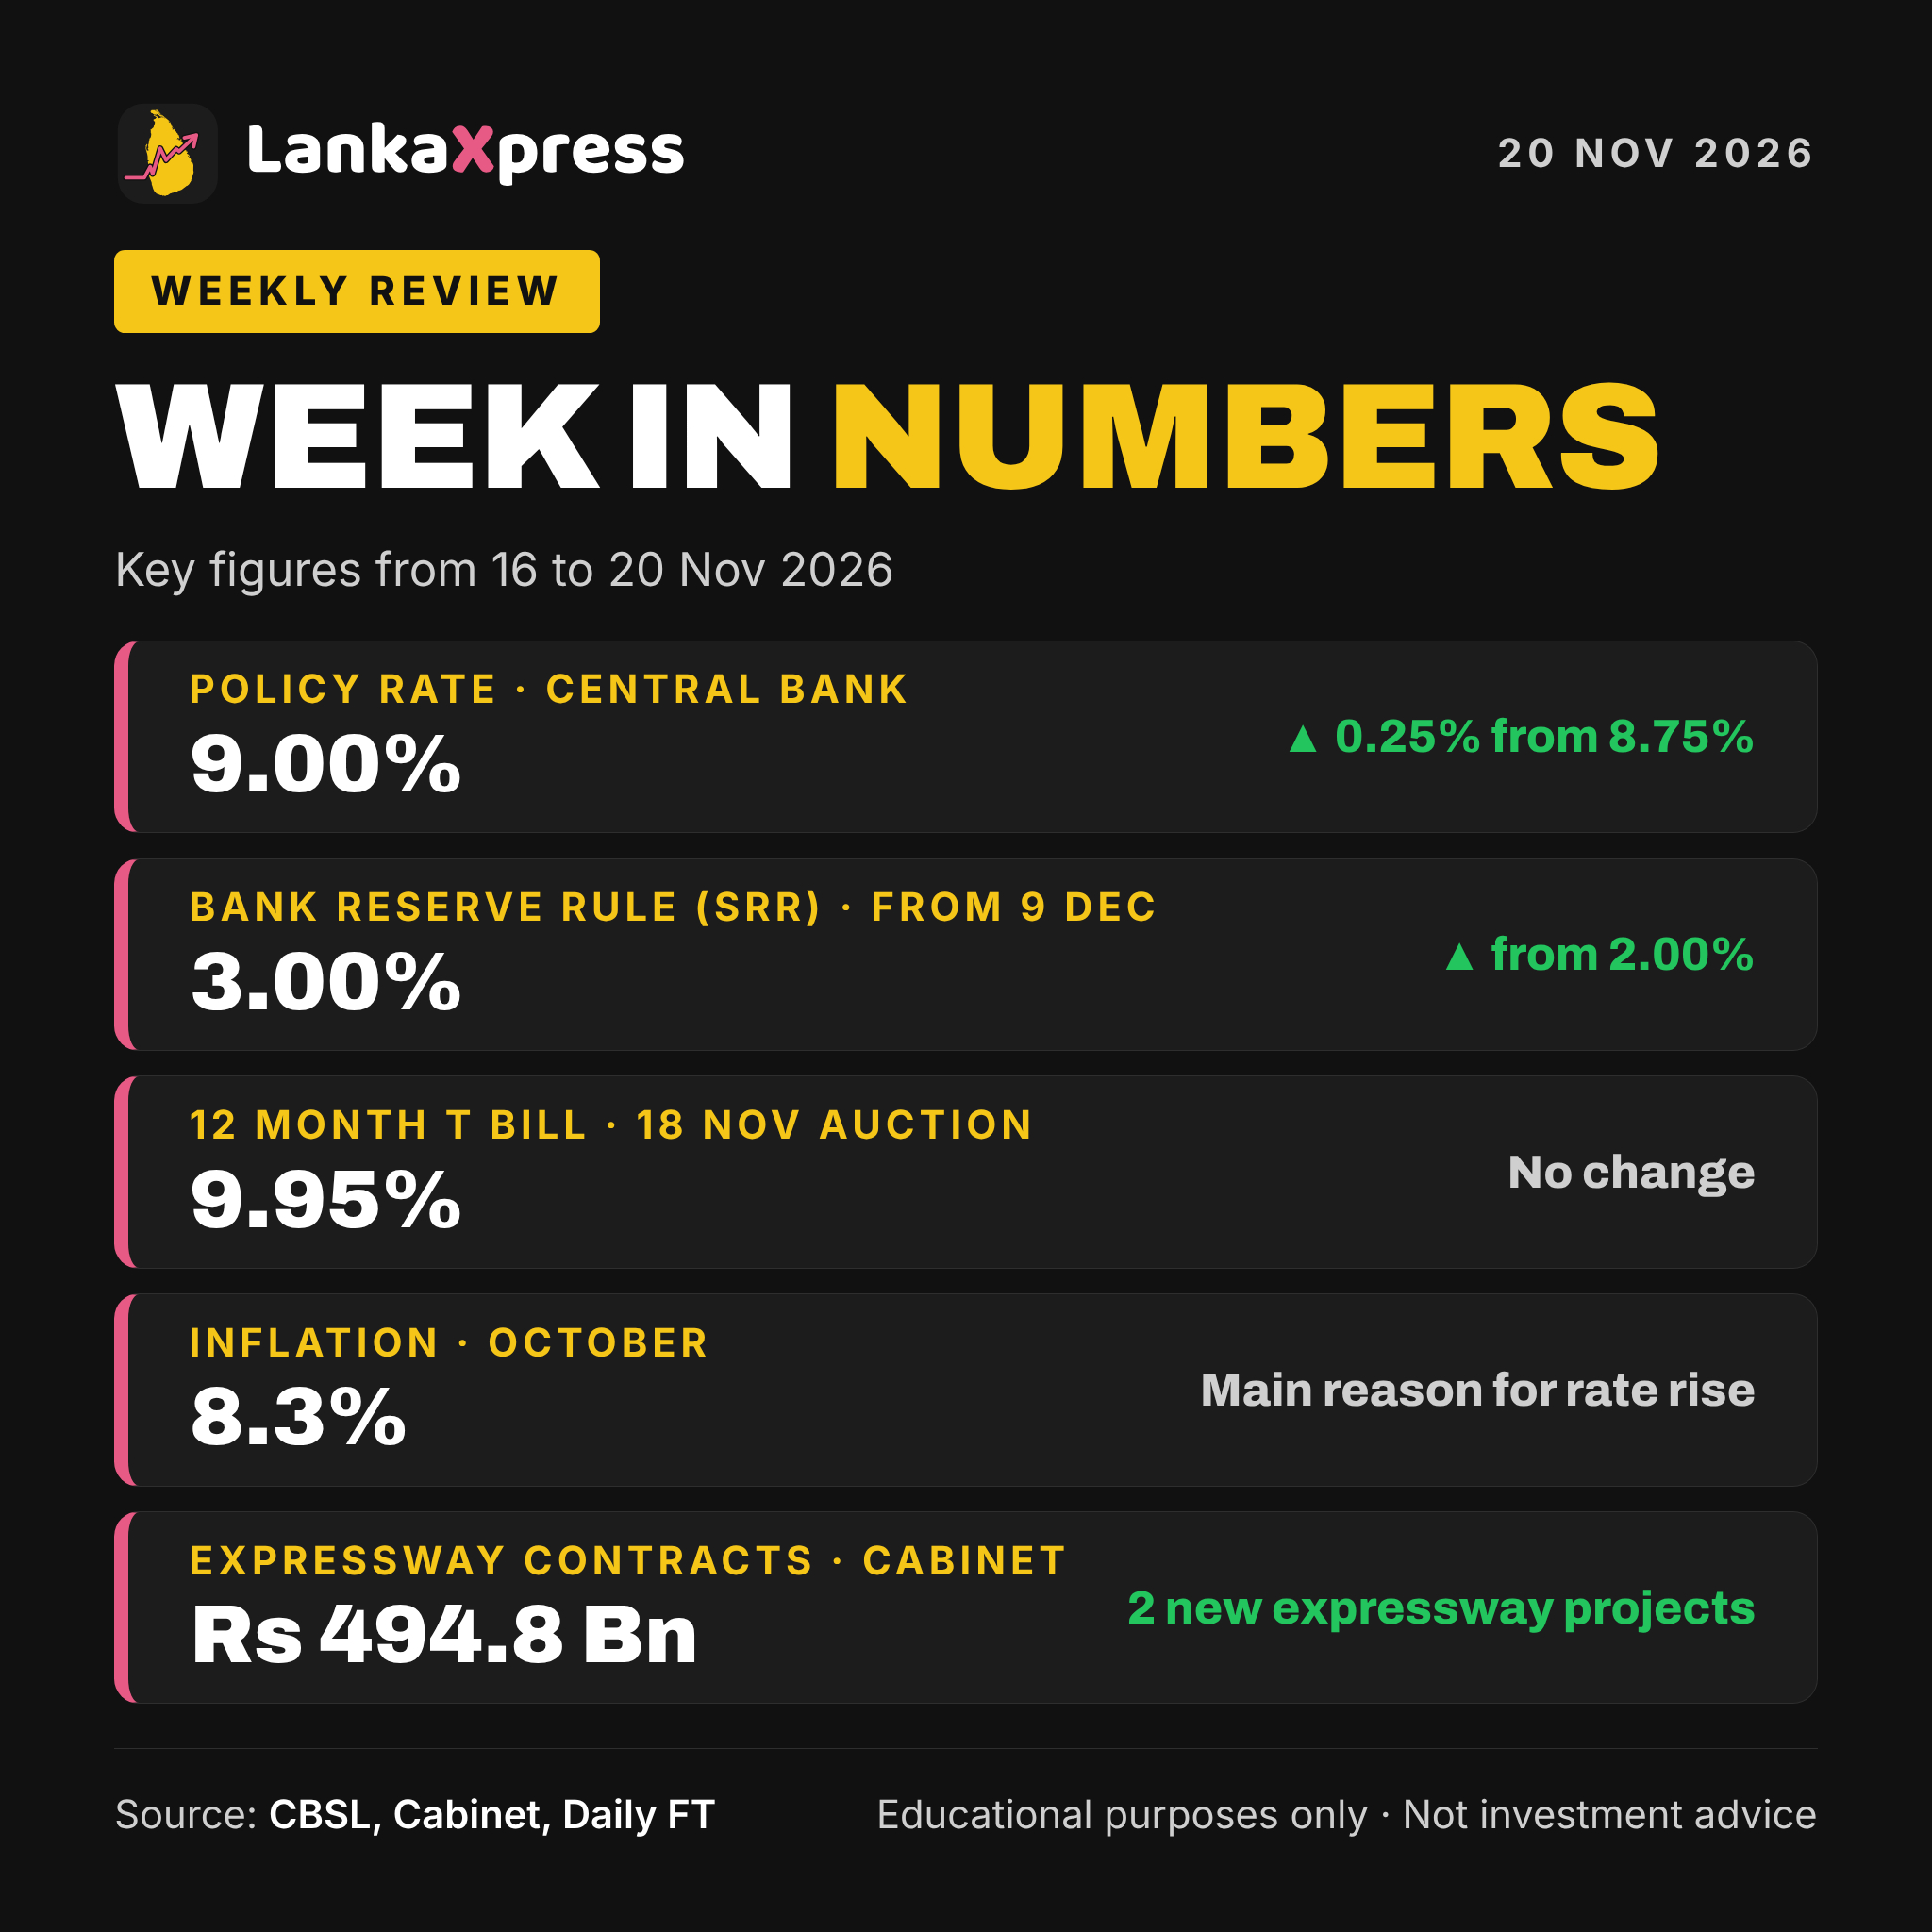 LankaXpress
20 NOV 2026
WEEKLY REVIEW
WEEK IN NUMBERS
Key figures from 16 to 20 Nov 2026
POLICY RATE · CENTRAL BANK
9.00%
▲ 0.25% from 8.75%
BANK RESERVE RULE (SRR) · FROM 9 DEC
3.00%
▲ from 2.00%
12 MONTH T BILL · 18 NOV AUCTION
9.95%
No change
INFLATION · OCTOBER
8.3%
Main reason for rate rise
EXPRESSWAY CONTRACTS · CABINET
Rs 494.8 Bn
2 new expressway projects
Source: CBSL, Cabinet, Daily FT
Educational purposes only · Not investment advice